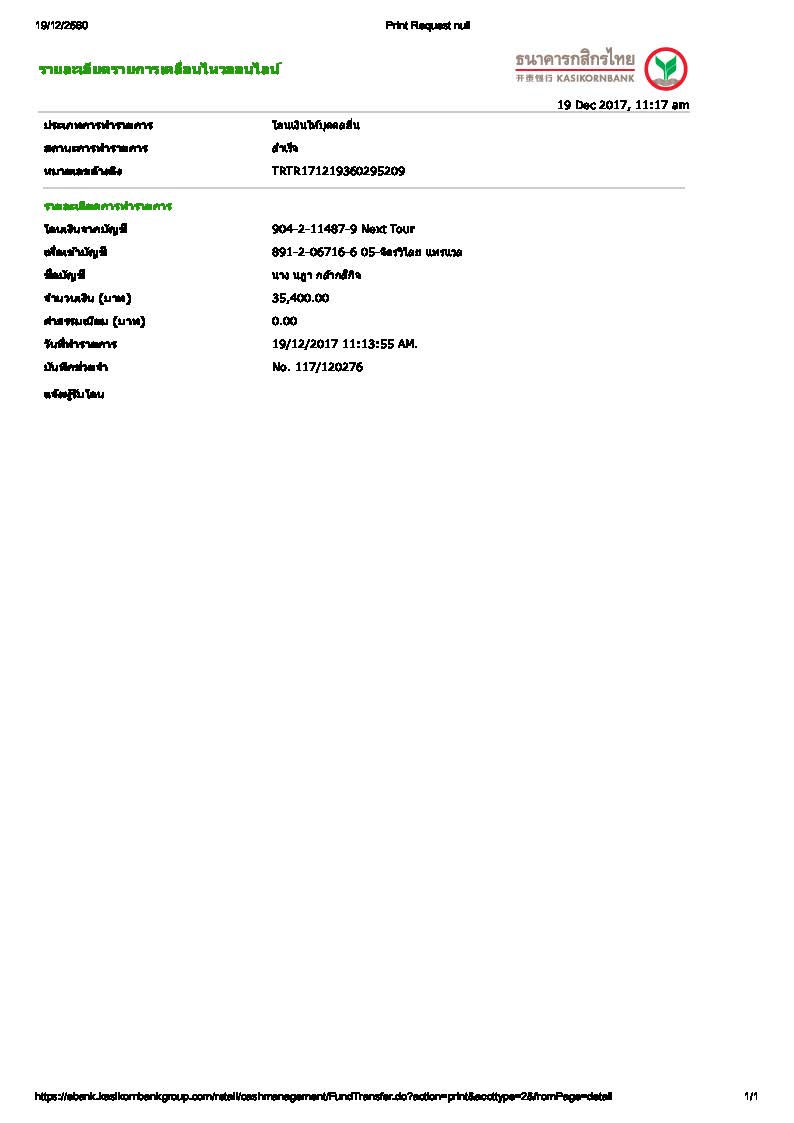 19/12/2560 Print Request null
รายละเอียดรายการเคลื่อนไหวออนไลน์
ธนาคารกสิกรไทย
开泰银行 KASIKORNBANK
19 Dec 2017, 11:17 am
ประเภทการทำรายการ โอนเงินให้บุคคลอื่น
สถานะการทำรายการ สำเร็จ
หมายเลขอ้างอิง TRTR171219360295209
รายละเอียดการทำรายการ
โอนเงินจากบัญชี 904-2-11487-9 Next Tour
เพื่อเข้าบัญชี 891-2-06716-6 05-จิตรวิไลย
ชื่อบัญชี นาง นฎา กล้ากสิกิจ
จำนวนเงิน (บาท) 35,400.00
ค่าธรรมเนียม (บาท) 0.00
วันที่ทำรายการ 19/12/2017 11:13:55 AM.
บันทึกช่วยจำ No. 117/120276
แจ้งผู้รับโอน
https://ebank.kasikornbankgroup.com/retail/cashmanagement/FundTransfer.do?action=print&accttype=2&fromPage=detail 1/1